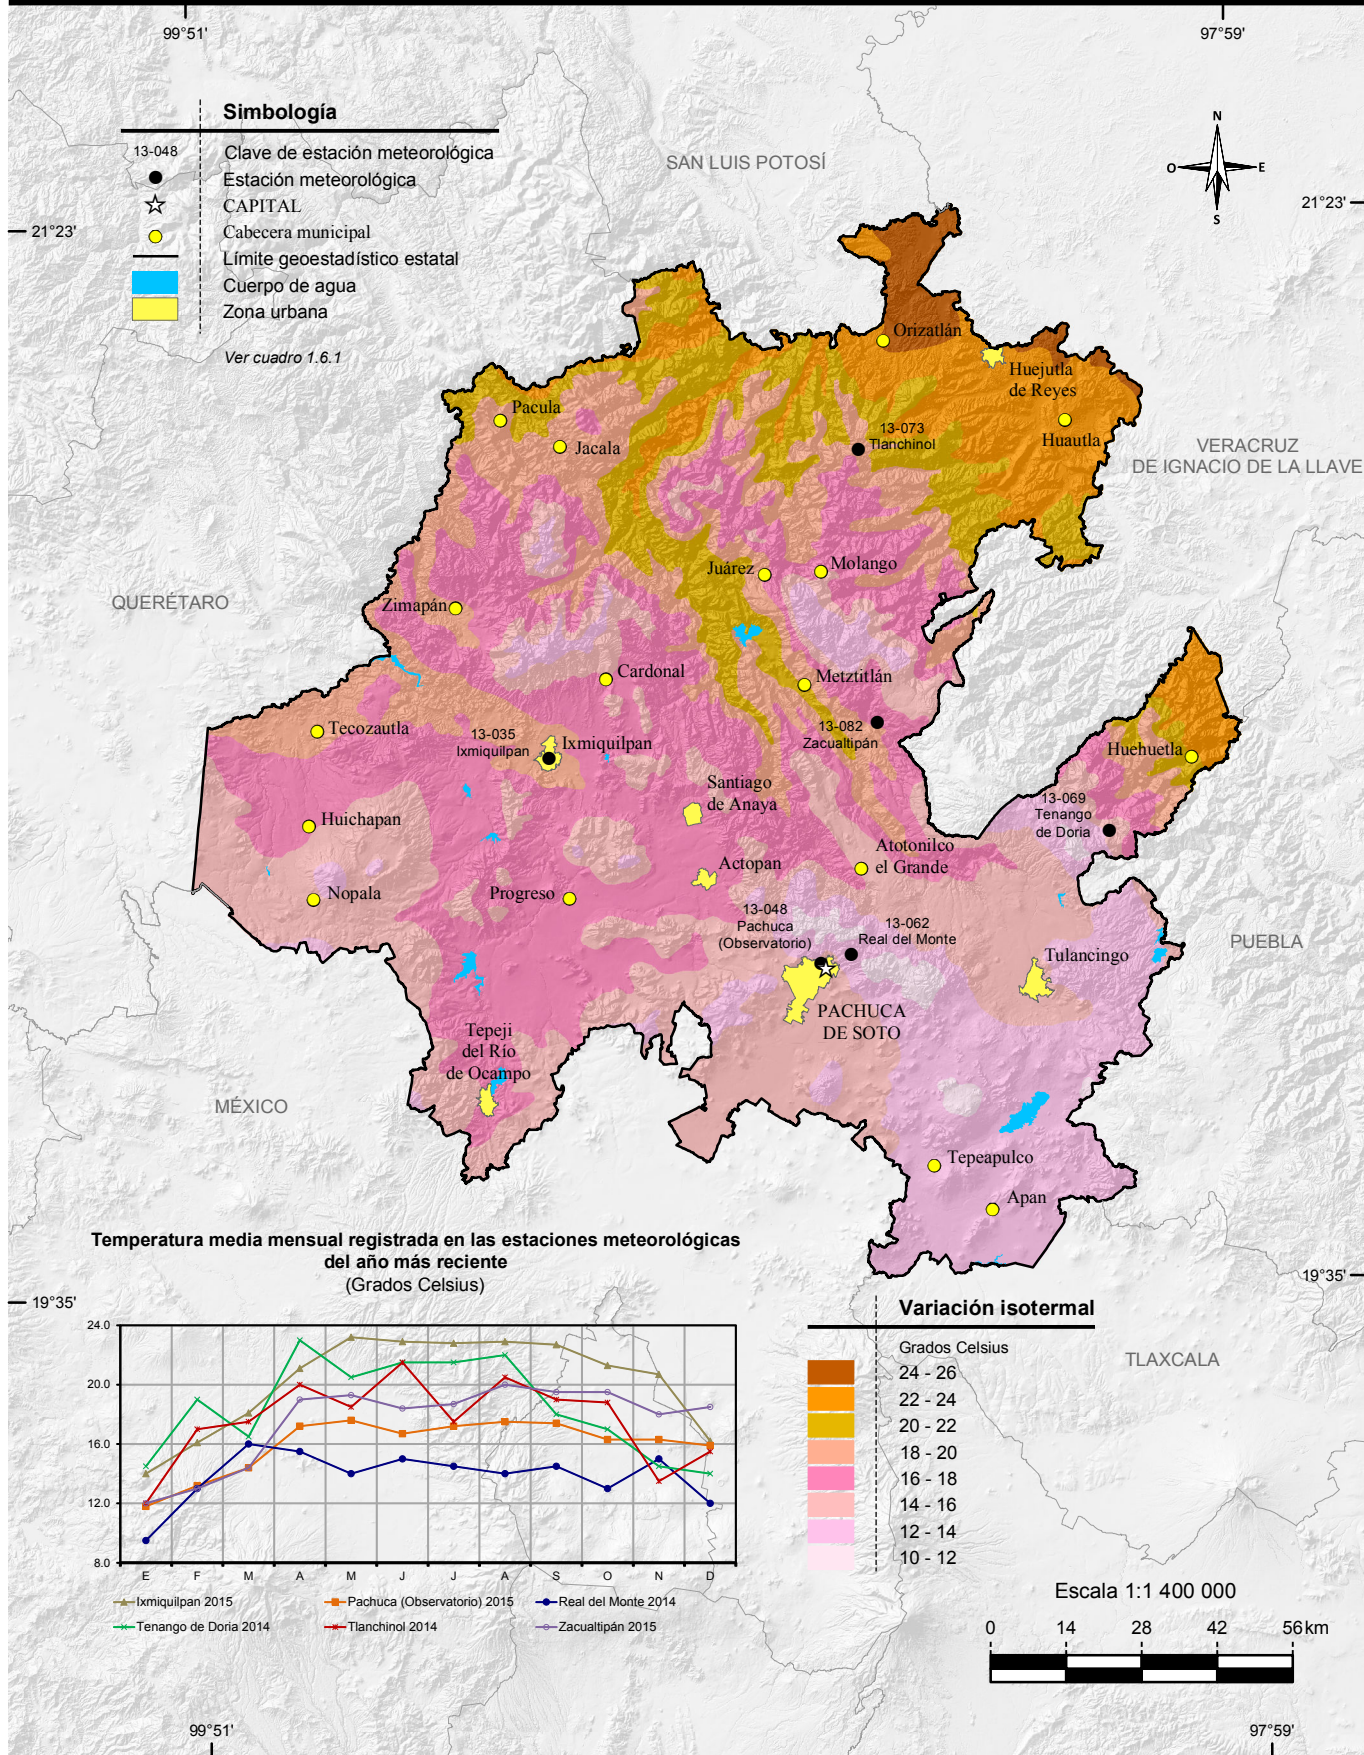 99°51'
97°59'
Simbología
13-048
Clave de estación meteorológica
Estación meteorológica
CAPITAL
Cabecera municipal
Límite geoestadístico estatal
Cuerpo de agua
Zona urbana
Ver cuadro 1.6.1
N
O
E
S
21°23'
21°23'
SAN LUIS POTOSÍ
Orizatlán
Huejutla
de Reyes
Pacula
Jacala
13-073
Tlanchinol
Huautla
VERACRUZ
DE IGNACIO DE LA LLAVE
Juárez
Molango
QUERÉTARO
Zimapán
Cardonal
Metztitlán
Tecozautla
13-035
Ixmiquilpan
Ixmiquilpan
13-082
Zacualtipán
Huehuetla
Santiago
de Anaya
13-069
Tenango
de Doria
Huichapan
Actopan
Atotonilco
el Grande
Nopala
Progreso
13-048
Pachuca
(Observatorio)
13-062
Real del Monte
Tulancingo
PUEBLA
PACHUCA
DE SOTO
Tepeji
del Río
de Ocampo
MÉXICO
Tepeapulco
Apan
Temperatura media mensual registrada en las estaciones meteorológicas
del año más reciente
(Grados Celsius)
19°35'
19°35'
24.0
20.0
16.0
12.0
8.0
E F M A M J J A S O N D
Ixmiquilpan 2015
Pachuca (Observatorio) 2015
Real del Monte 2014
Tenango de Doria 2014
Tlanchinol 2014
Zacualtipán 2015
Variación isotermal
Grados Celsius
24 - 26
22 - 24
20 - 22
18 - 20
16 - 18
14 - 16
12 - 14
10 - 12
TLAXCALA
Escala 1:1 400 000
0 14 28 42 56 km
99°51'
97°59'